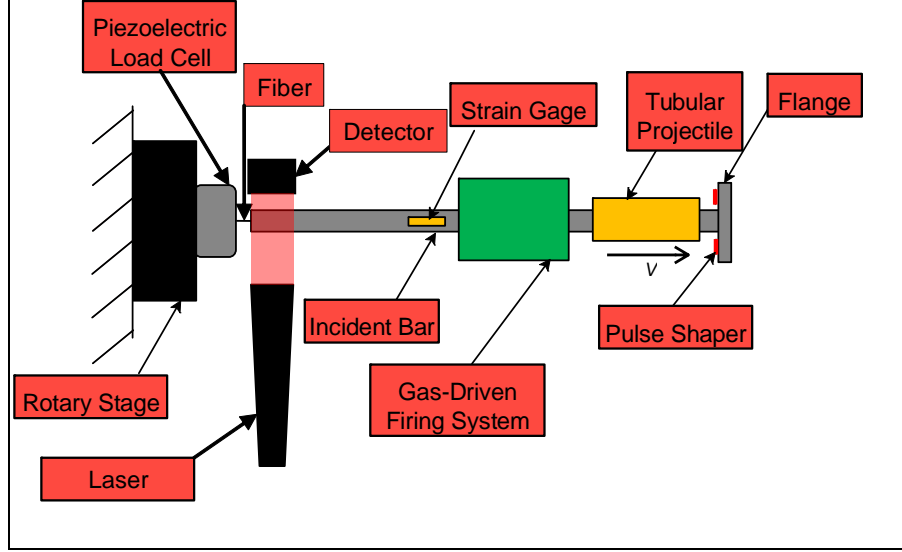 Piezoelectric
Load Cell
Fiber
Detector
Strain Gage
Tubular
Projectile
Flange
V
Incident Bar
Pulse Shaper
Rotary Stage
Gas-Driven
Firing System
Laser